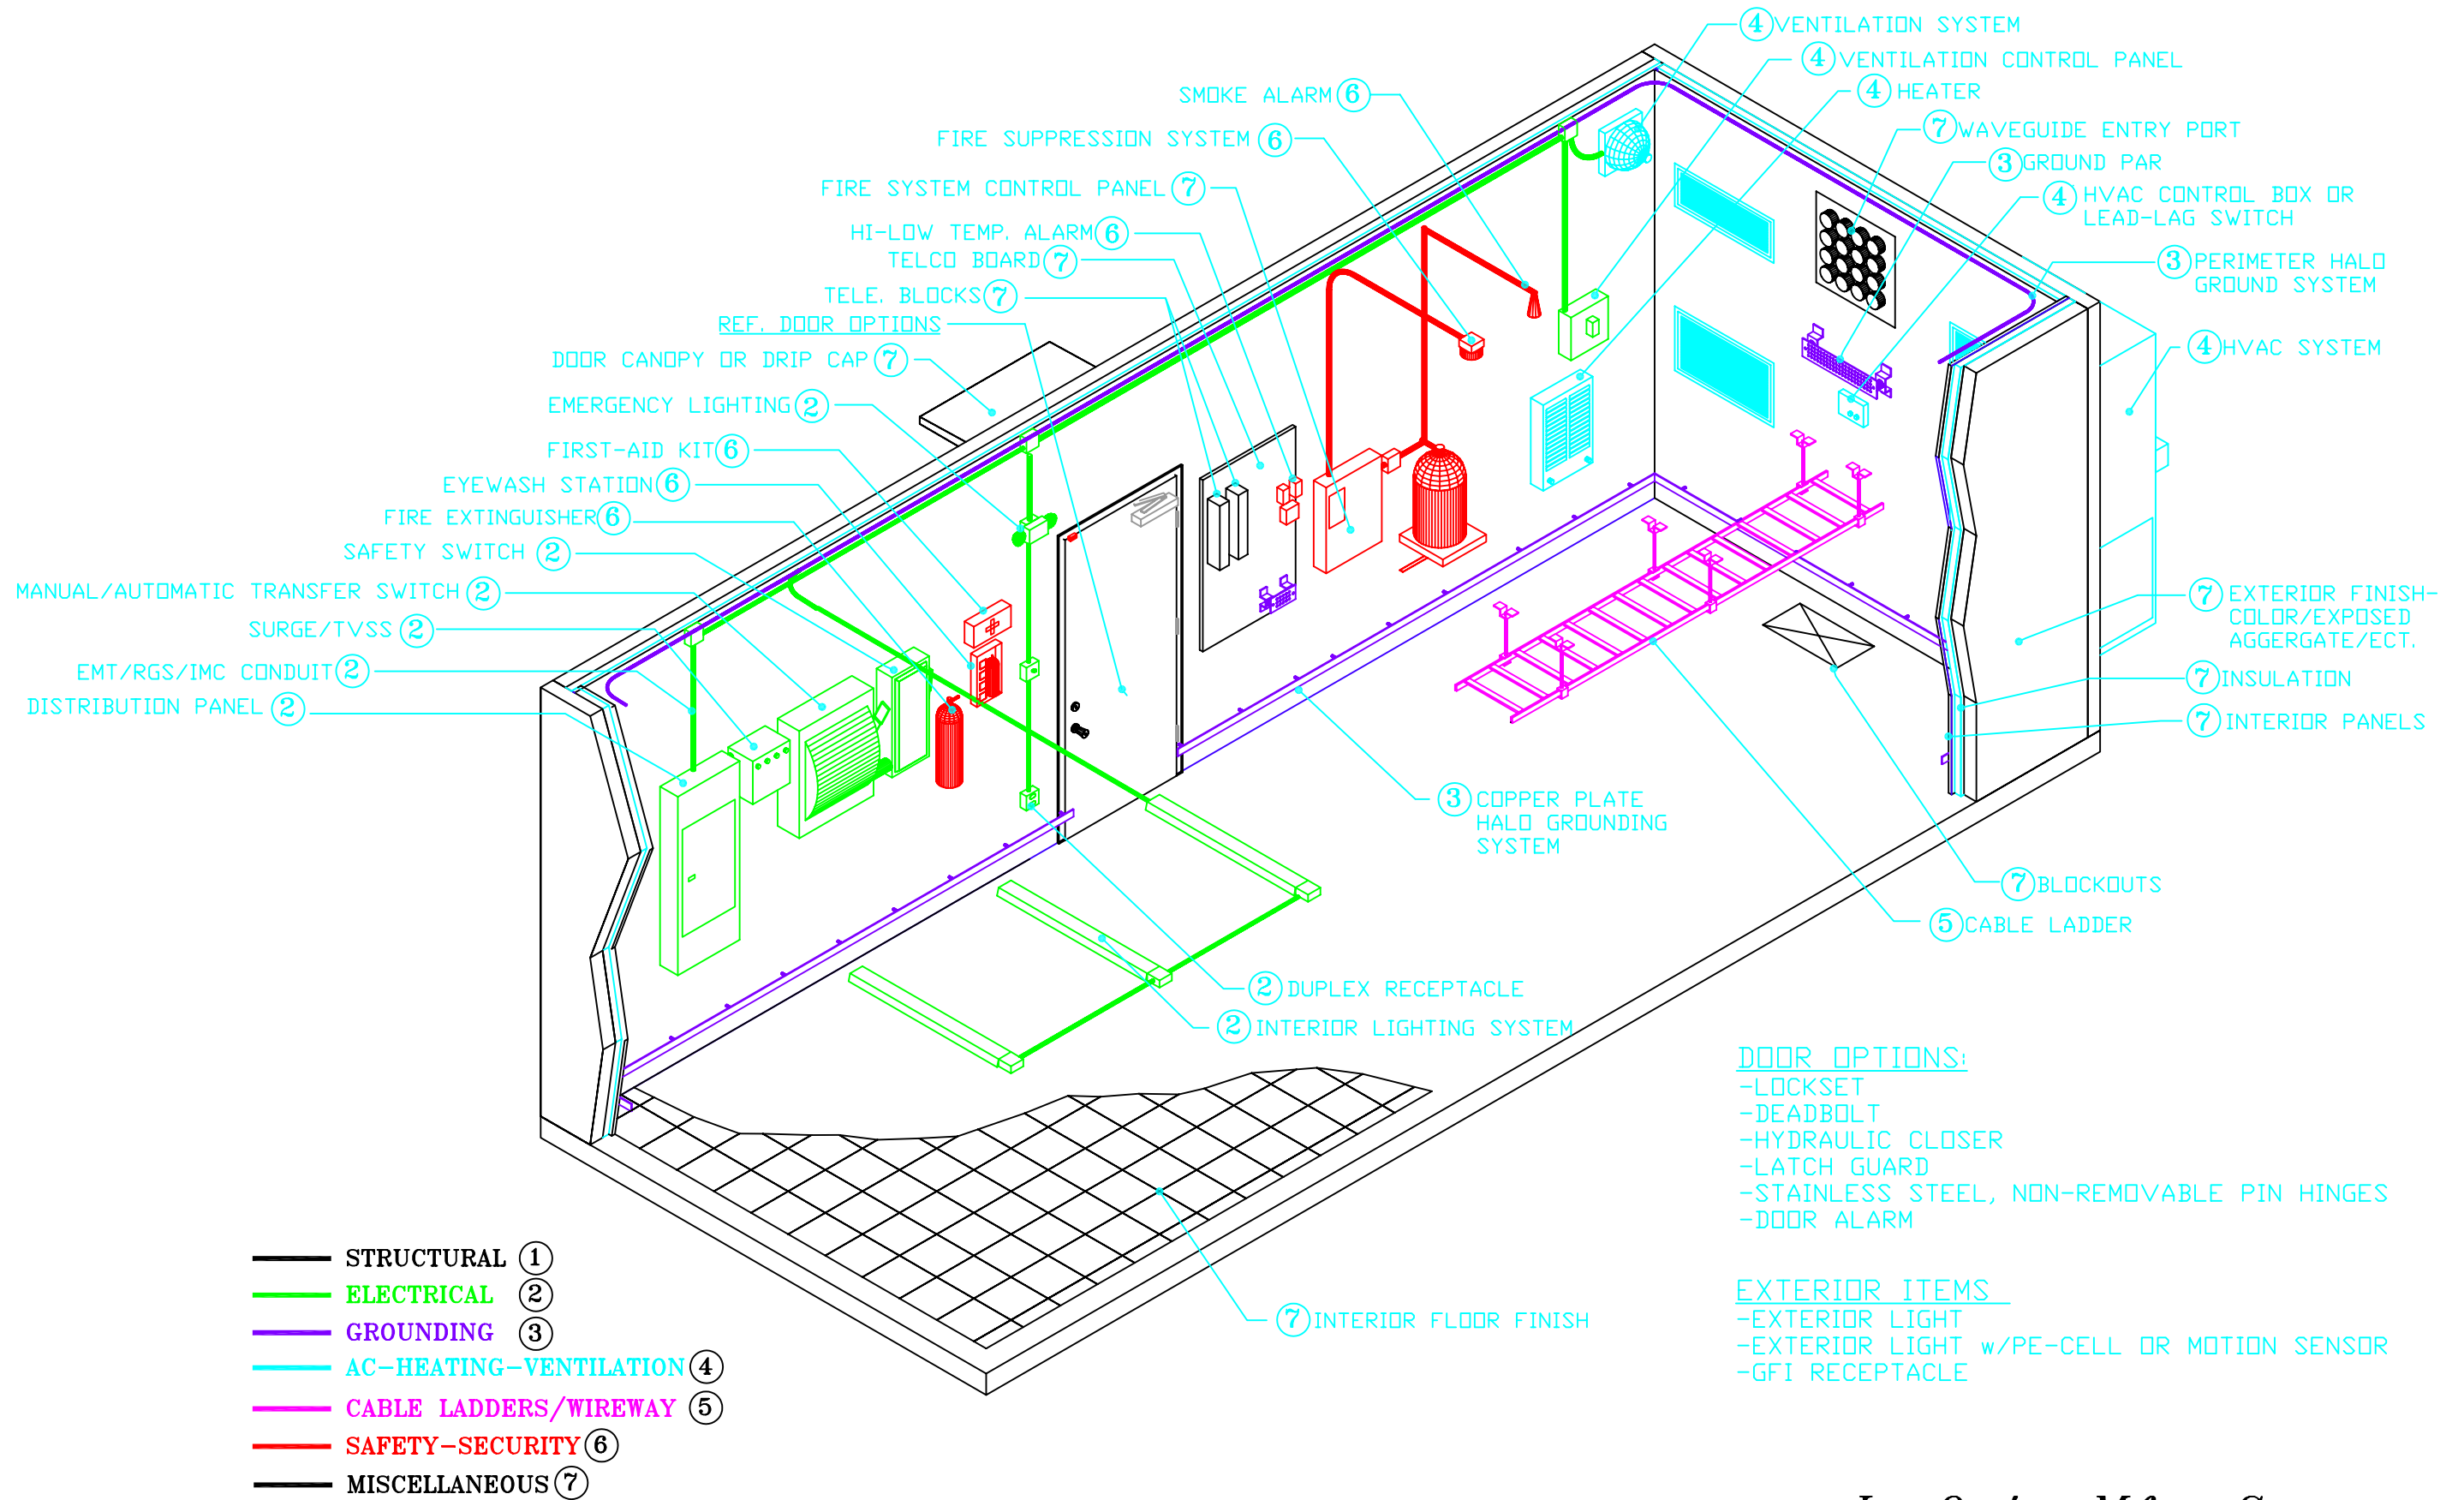 ④ VENTILATION SYSTEM
④ VENTILATION CONTROL PANEL
④ HEATER
⑦ WAVEGUIDE ENTRY PORT
③ GROUND PAR
④ HVAC CONTROL BOX OR
LEAD-LAG SWITCH
③ PERIMETER HALO
GROUND SYSTEM
④ HVAC SYSTEM
⑦ EXTERIOR FINISH-
COLOR/EXPOSED
AGGERGATE/ECT.
⑦ INSULATION
⑦ INTERIOR PANELS
⑦ BLOCKOUTS
⑤ CABLE LADDER
SMOKE ALARM ⑥
FIRE SUPPRESSION SYSTEM ⑥
FIRE SYSTEM CONTROL PANEL ⑦
HI-LOW TEMP. ALARM ⑥
TELCO BOARD ⑦
TELE. BLOCKS ⑦
REF. DOOR OPTIONS
DOOR CANOPY OR DRIP CAP ⑦
EMERGENCY LIGHTING ②
FIRST-AID KIT ⑥
EYEWASH STATION ⑥
FIRE EXTINGUISHER ⑥
SAFETY SWITCH ②
MANUAL/AUTOMATIC TRANSFER SWITCH ②
SURGE/TVSS ②
EMT/RGS/IMC CONDUIT ②
DISTRIBUTION PANEL ②
③ COPPER PLATE
HALO GROUNDING
SYSTEM
② DUPLEX RECEPTACLE
② INTERIOR LIGHTING SYSTEM
⑦ INTERIOR FLOOR FINISH
DOOR OPTIONS:
-LOCKSET
-DEADBOLT
-HYDRAULIC CLOSER
-LATCH GUARD
-STAINLESS STEEL, NON-REMOVABLE PIN HINGES
-DOOR ALARM
EXTERIOR ITEMS
-EXTERIOR LIGHT
-EXTERIOR LIGHT w/PE-CELL OR MOTION SENSOR
-GFI RECEPTACLE
STRUCTURAL ①
ELECTRICAL ②
GROUNDING ③
AC-HEATING-VENTILATION ④
CABLE LADDERS/WIREWAY ⑤
SAFETY-SECURITY ⑥
MISCELLANEOUS ⑦